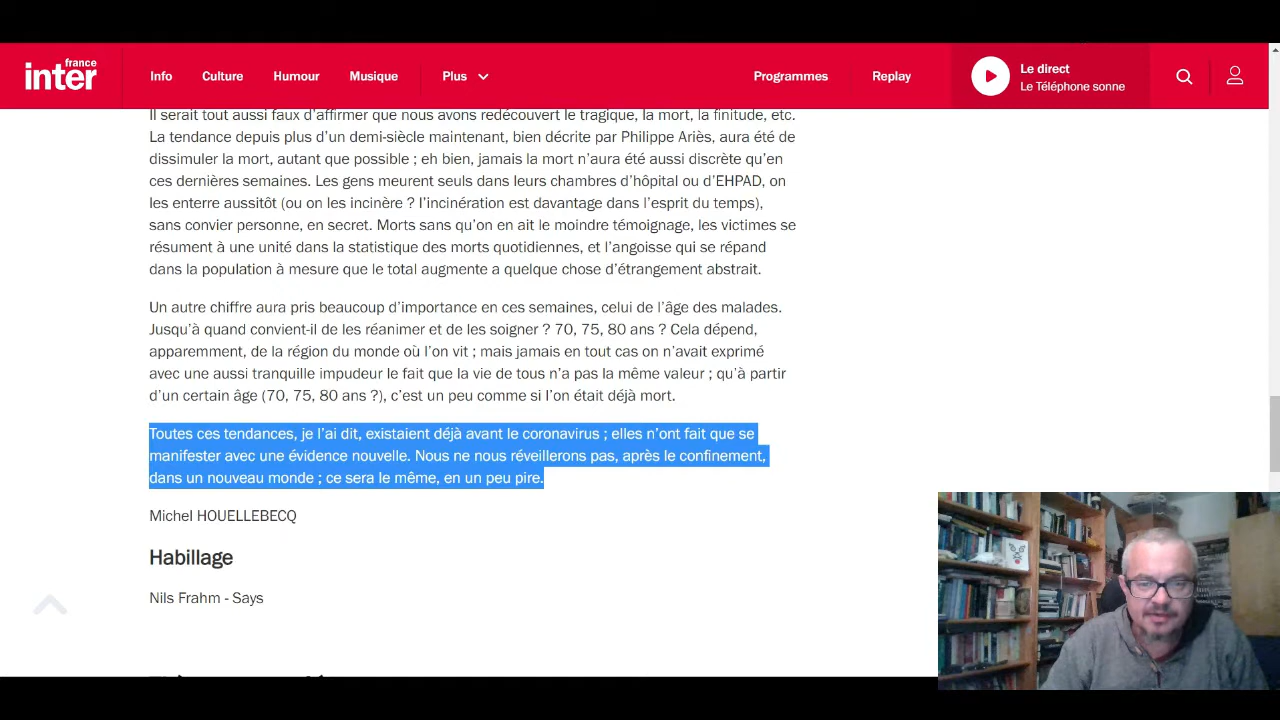 france
inter
Info
Culture
Humour
Musique
Plus
Programmes
Replay
Le direct
Le Téléphone sonne
Il serait tout aussi faux d'affirmer que nous avons redécouvert le tragique, la mort, la finitude, etc.
La tendance depuis plus d'un demi-siècle maintenant, bien décrite par Philippe Ariès, aura été de
dissimuler la mort, autant que possible ; eh bien, jamais la mort n'aura été aussi discrète qu'en
ces dernières semaines. Les gens meurent seuls dans leurs chambres d'hôpital ou d'EHPAD, on
les enterre aussitôt (ou on les incinère ? l'incinération est davantage dans l'esprit du temps),
sans convier personne, en secret. Morts sans qu'on en ait le moindre témoignage, les victimes se
résument à une unité dans la statistique des morts quotidiennes, et l'angoisse qui se répand
dans la population à mesure que le total augmente a quelque chose d'étrangement abstrait.
Un autre chiffre aura pris beaucoup d'importance en ces semaines, celui de l'âge des malades.
Jusqu'à quand convient-il de les réanimer et de les soigner ? 70, 75, 80 ans ? Cela dépend,
apparemment, de la région du monde où l'on vit ; mais jamais en tout cas on n'avait exprimé
avec une aussi tranquille impudeur le fait que la vie de tous n'a pas la même valeur ; qu'à partir
d'un certain âge (70, 75, 80 ans ?), c'est un peu comme si l'on était déjà mort.
Toutes ces tendances, je l'ai dit, existaient déjà avant le coronavirus ; elles n'ont fait que se
manifester avec une évidence nouvelle. Nous ne nous réveillerons pas, après le confinement,
dans un nouveau monde ; ce sera le même, en un peu pire.
Michel HOUELLEBECQ
Habillage
Nils Frahm - Says